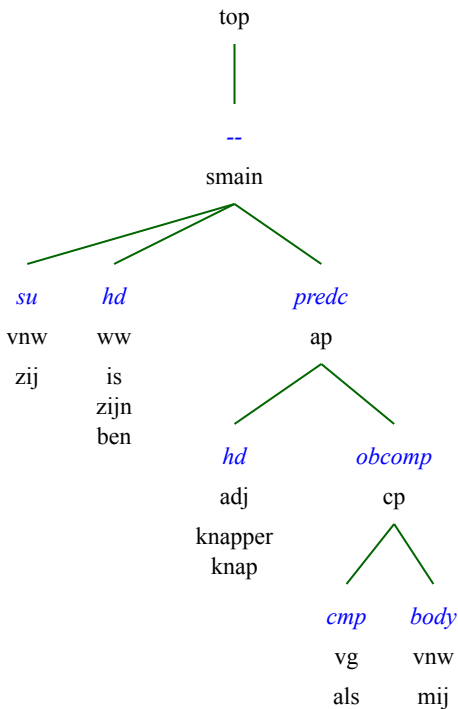 top
--
smain
su hd predc
vnw ww ap
zij is
zijn
ben
hd obcomp
adj cp
knapper
knap
cmp body
vg vnw
als mij